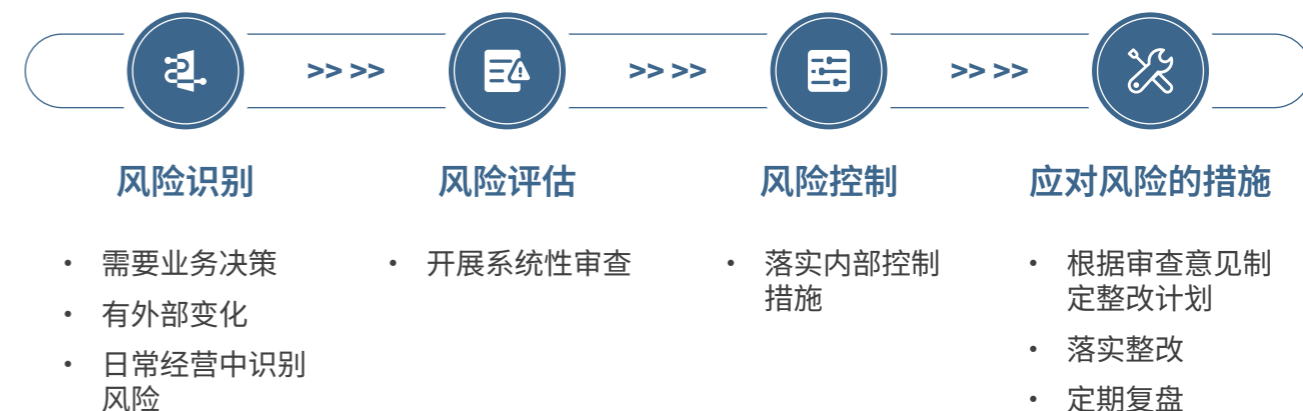 >> >>
>> >>
>> >>
风险识别
• 需要业务决策
• 有外部变化
• 日常经营中识别
风险
风险评估
• 开展系统性审查
风险控制
• 落实内部控制
措施
应对风险的措施
• 根据审查意见制
定整改计划
• 落实整改
• 定期复盘